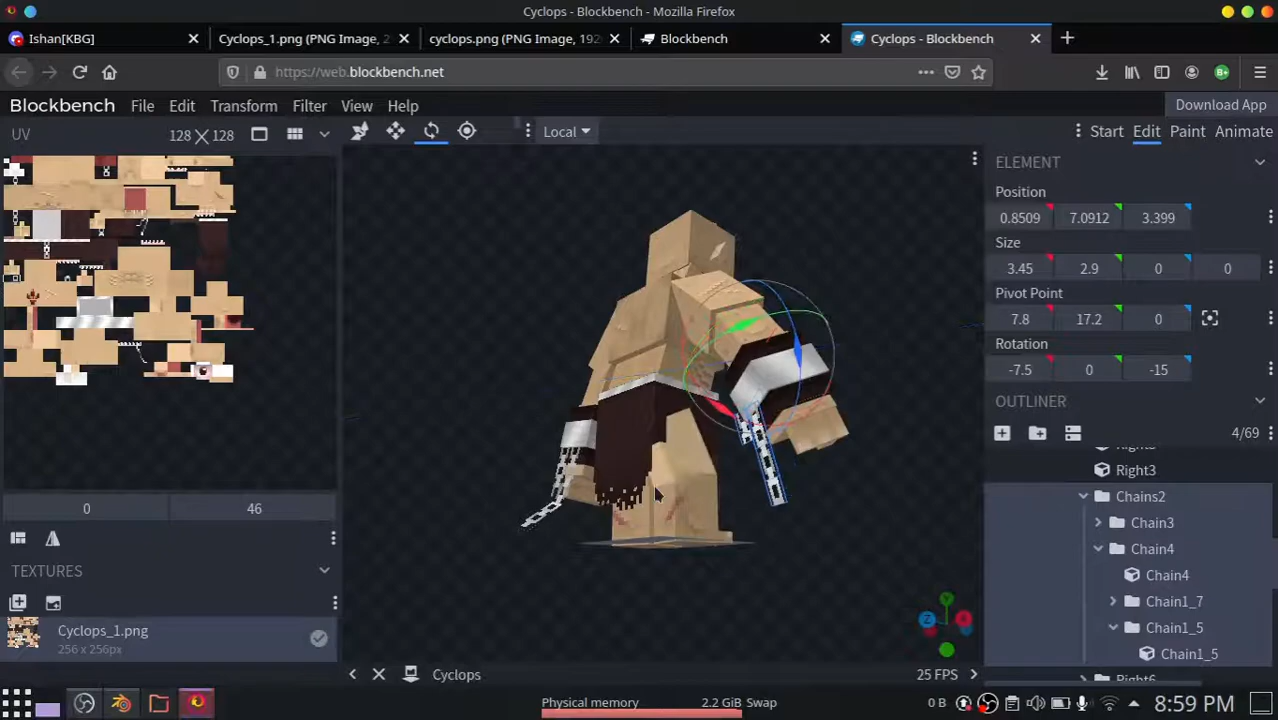 Cyclops - Blockbench - Mozilla Firefox
Ishan[KBG]
Cyclops_1.png (PNG Image, 2
cyclops.png (PNG Image, 192
Blockbench
Cyclops - Blockbench
https://web.blockbench.net
B+
Blockbench File Edit Transform Filter View Help
Download App
UV
128 128
Local
Start Edit Paint Animate
ELEMENT
Position
0.8509 7.0912 3.399
Size
3.45 2.9 0 0
Pivot Point
7.8 17.2 0
Rotation
-7.5 0 -15
OUTLINER
4/69
Right3
Chains2
Chain3
Chain4
Chain4
Chain1_7
Chain1_5
Chain1_5
Right6
0 46
TEXTURES
Cyclops_1.png
256 x 256px
Y
Z
X
Cyclops
25 FPS
Physical memory 2.2 GiB Swap
0 B
8:59 PM